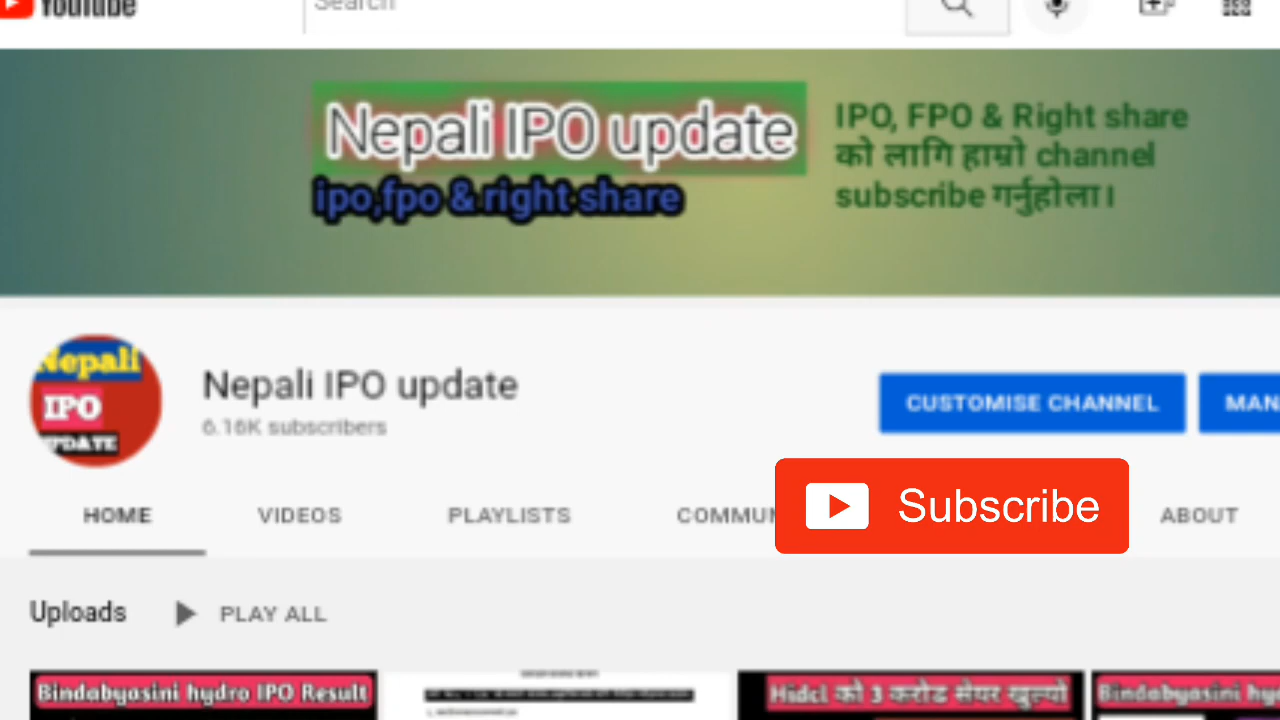 YouTube
Search
Nepali IPO update
ipo,fpo & right share
IPO, FPO & Right share
को लागि हाम्रो channel
subscribe गर्नुहोला।
Nepali
IPO
UPDATE
Nepali IPO update
6.16K subscribers
CUSTOMISE CHANNEL
MAN
HOME
VIDEOS
PLAYLISTS
COMMUN
Subscribe
ABOUT
Uploads
PLAY ALL
Bindabyasini hydro IPO Result
Hidcl को 3 करोड सेयर खुल्यो
Bindabyasini hyd